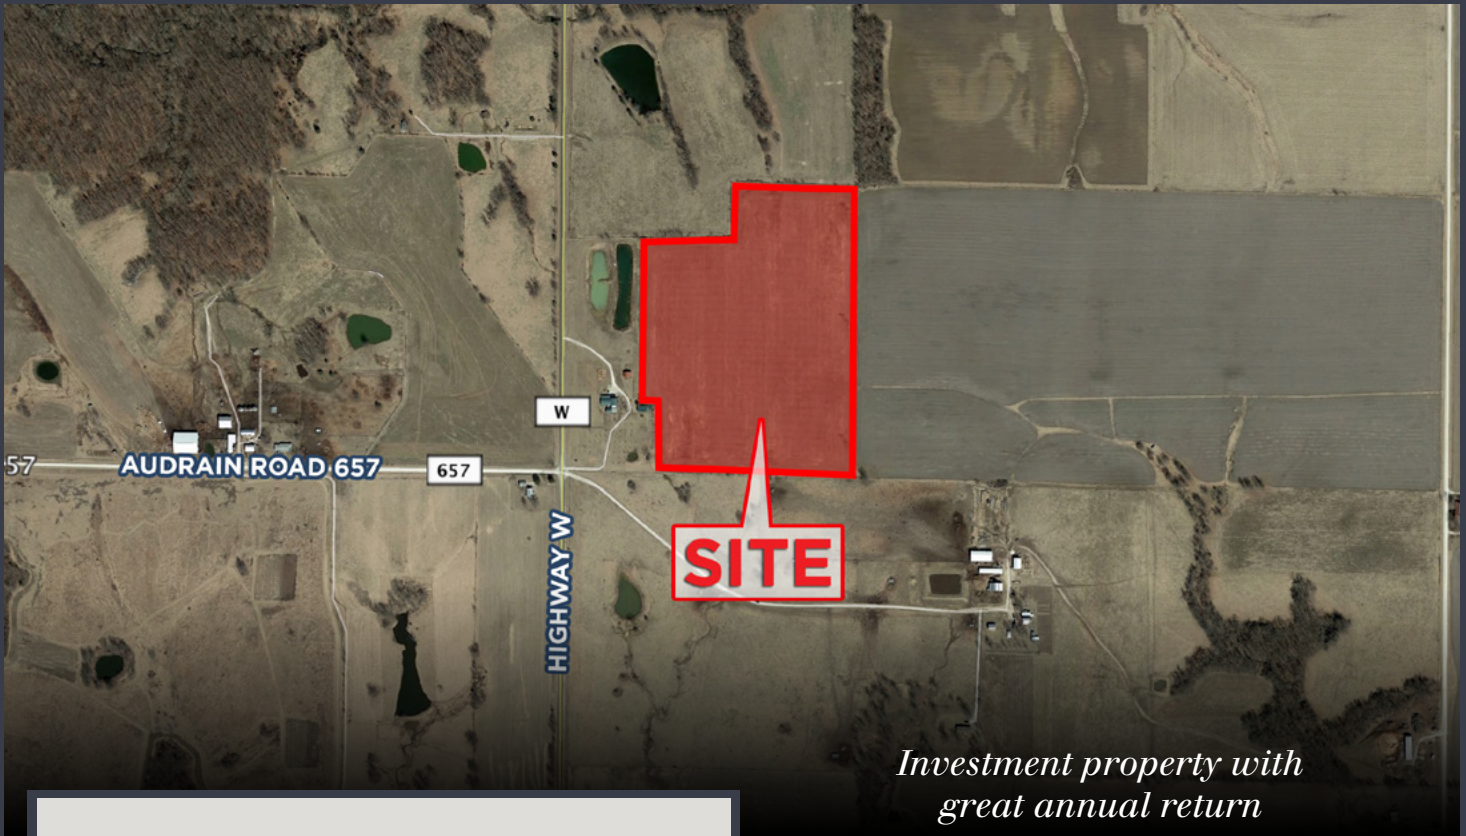 W
57
AUDRAIN ROAD 657
657
HIGHWAY W
SITE
Investment property with
great annual return